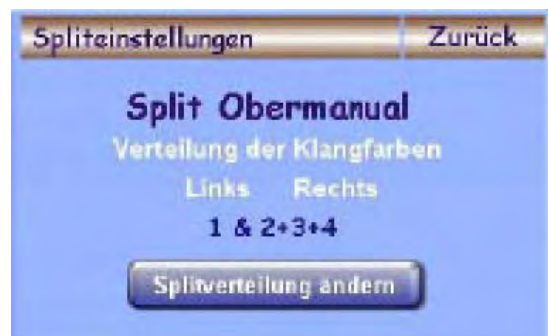 Spliteinstellungen Zurück
Split Obermanual
Verteilung der Klangfarben
Links Rechts
1 & 2+3+4
Splitverteilung ändern